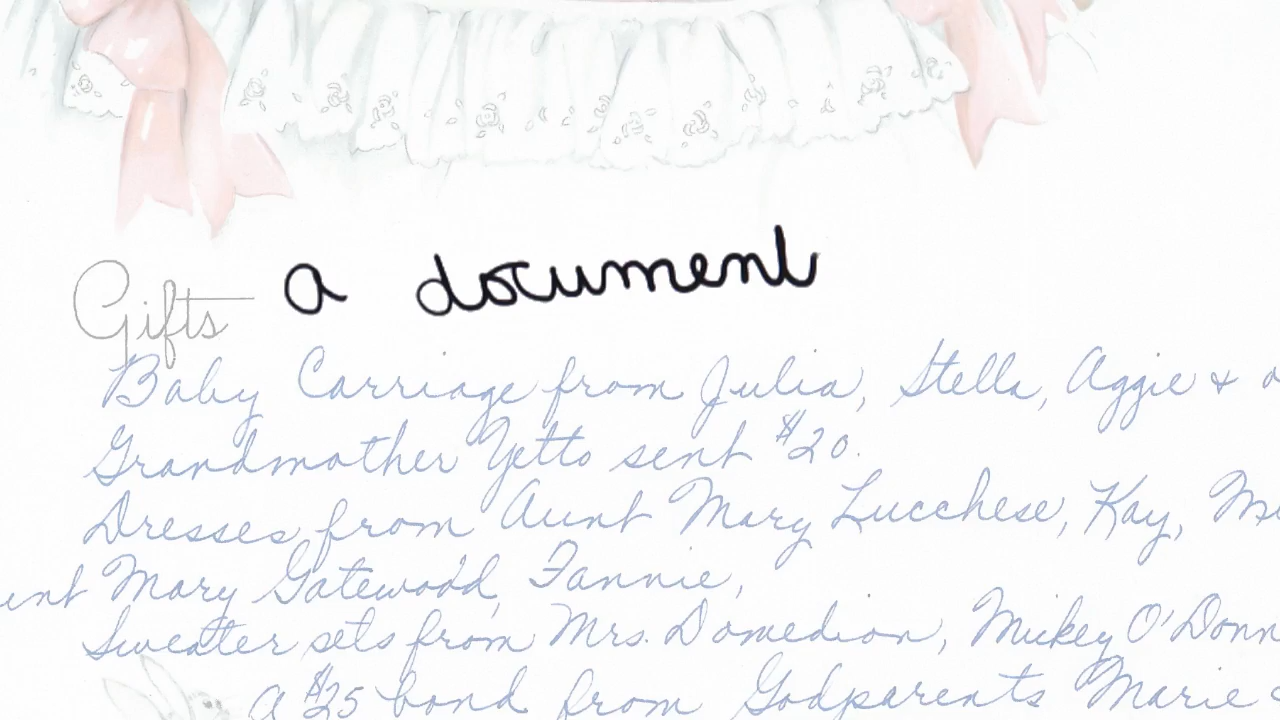 Gifts a document
Baby Carriage from Julia, Stella, Aggie &
Grandmother Yetto sent $20.
Dresses from Aunt Mary Lucchese, Kay,
Mary Gatewood, Fannie,
Sweater sets from Mrs. Domedion, Mickey O'Donn
a $25 bond from Godparents Marie